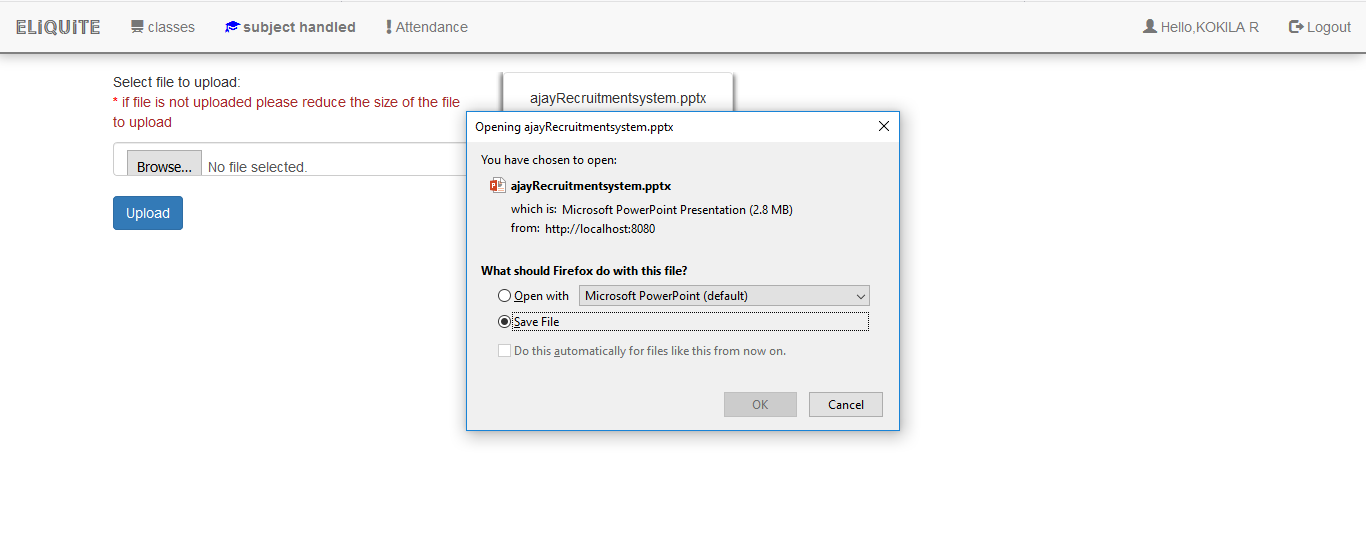 ELiQUiTE classes subject handled Attendance Hello,KOKILA R Logout
Select file to upload:
* if file is not uploaded please reduce the size of the file
to upload
Browse... No file selected.
Upload
ajayRecruitmentsystem.pptx
Opening ajayRecruitmentsystem.pptx
You have chosen to open:
ajayRecruitmentsystem.pptx
which is: Microsoft PowerPoint Presentation (2.8 MB)
from: http://localhost:8080
What should Firefox do with this file?
Open with Microsoft PowerPoint (default)
Save File
Do this automatically for files like this from now on.
OK Cancel